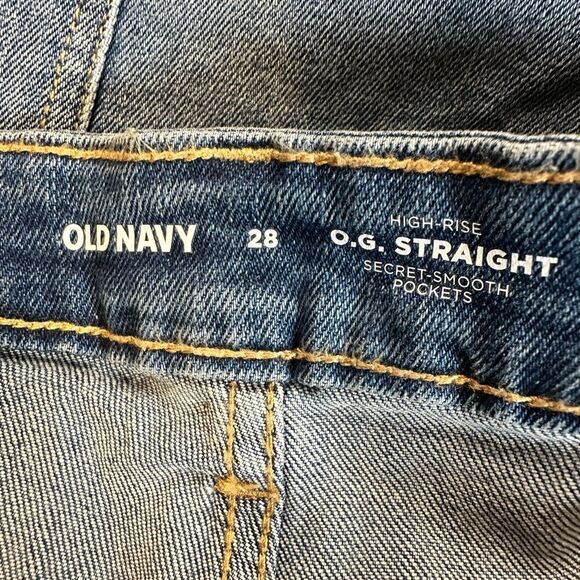 OLD NAVY 28
HIGH-RISE
O.G. STRAIGHT
SECRET-SMOOTH
POCKETS